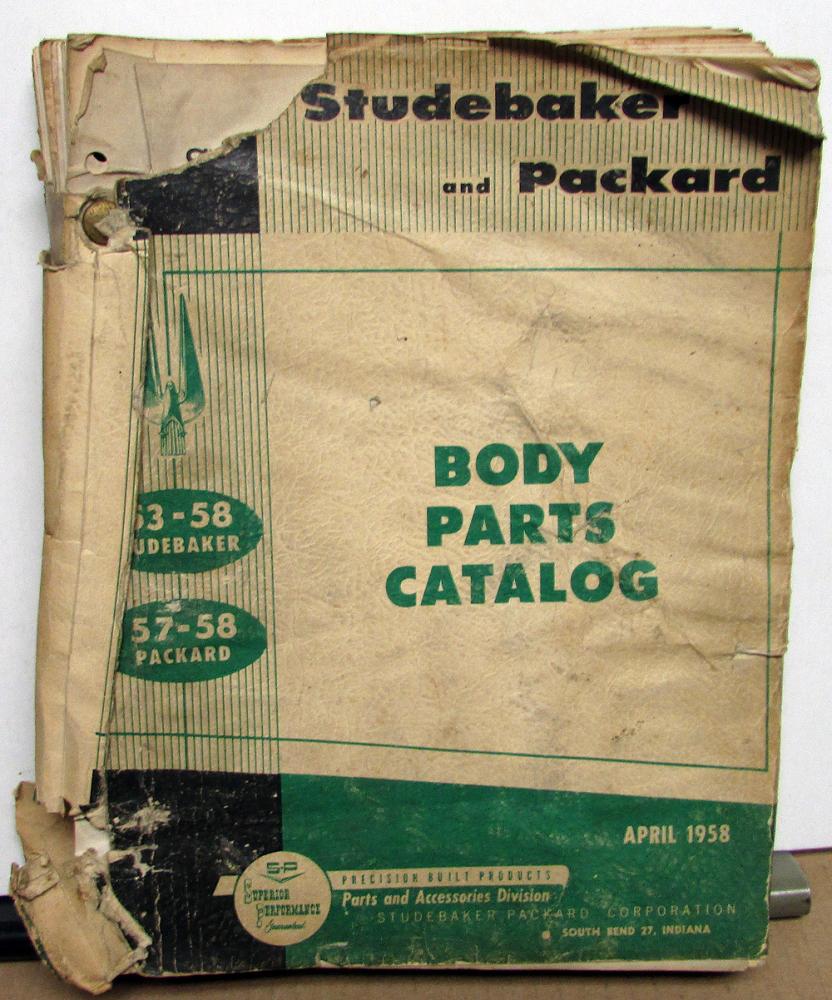 Studebaker
and Packard
53-58
UDEBAKER
57-58
PACKARD
BODY
PARTS
CATALOG
APRIL 1958
S-P
SUPERIOR
PERFORMANCE
Guaranteed
PRECISION BUILT PRODUCTS
Parts and Accessories Division
STUDEBAKER PACKARD CORPORATION
SOUTH BEND 27, INDIANA